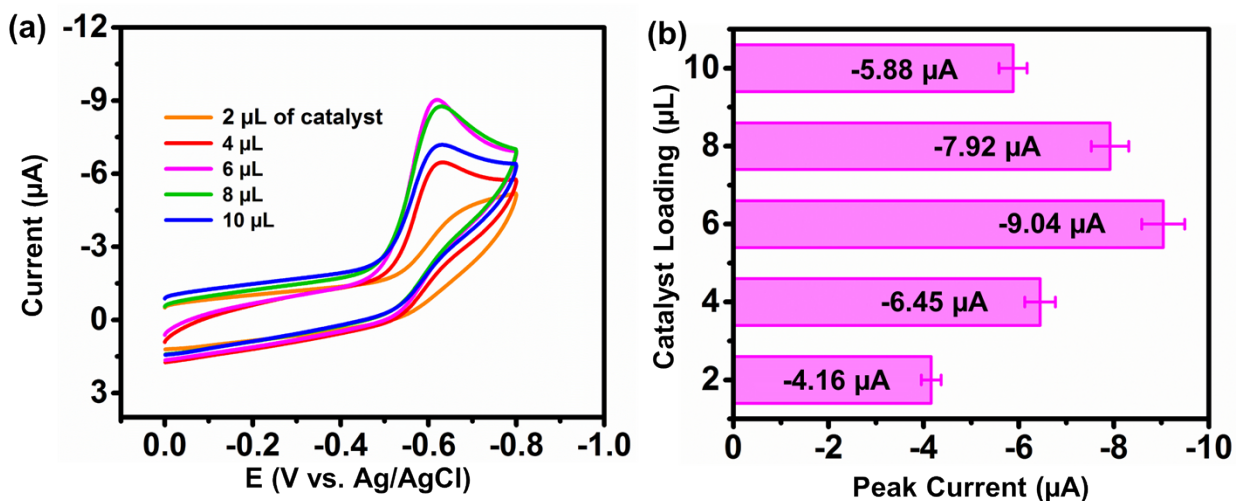 (a)
-12
-9
-6
-3
0
3
Current (µA)
2 µL of catalyst
4 µL
6 µL
8 µL
10 µL
0.0 -0.2 -0.4 -0.6 -0.8 -1.0
E (V vs. Ag/AgCl)
(b)
Catalyst Loading (µL)
10
-5.88 µA
8
-7.92 µA
6
-9.04 µA
4
-6.45 µA
2
-4.16 µA
0 -2 -4 -6 -8 -10
Peak Current (µA)